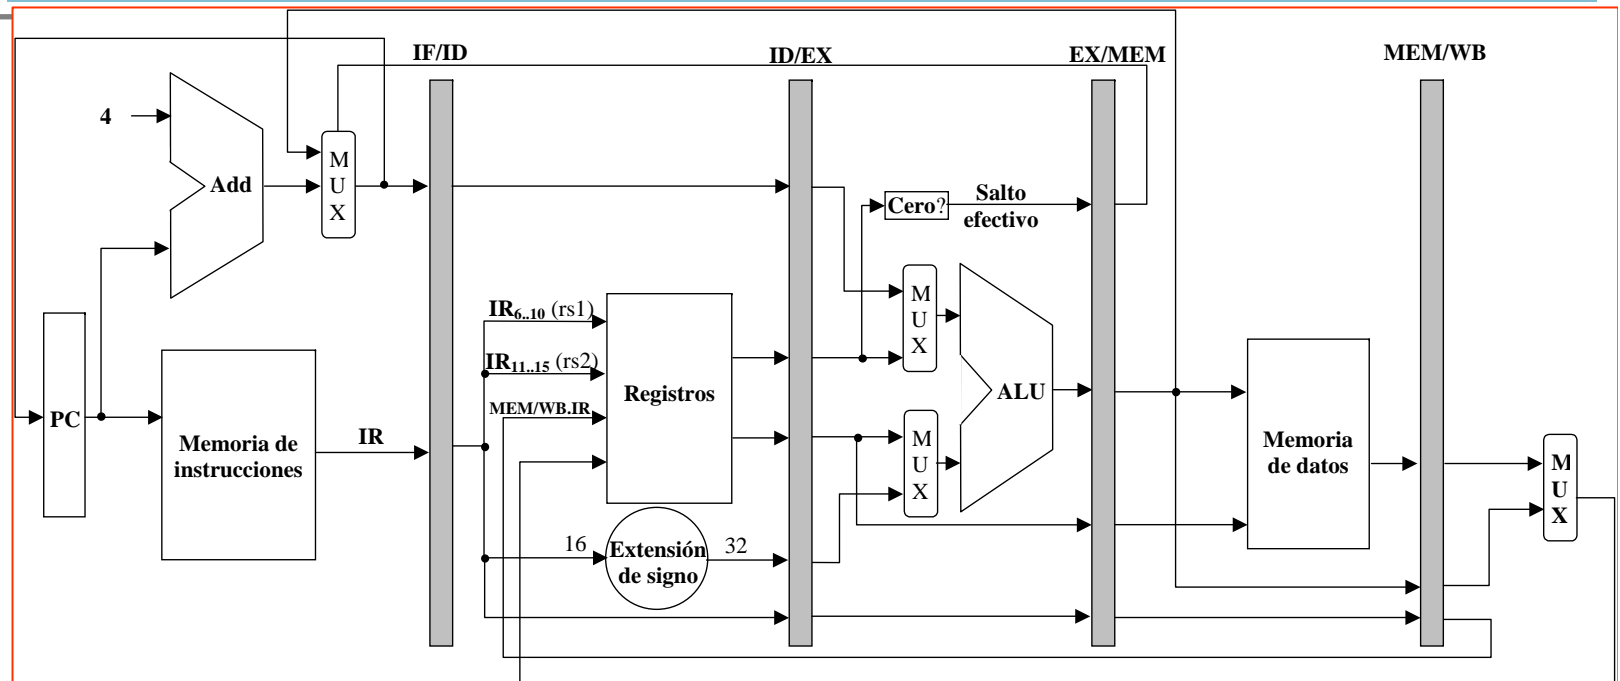 IF/ID
ID/EX
EX/MEM
MEM/WB
4
Add
M
U
X
Cero?
Salto
efectivo
IR6..10 (rs1)
IR11..15 (rs2)
MEM/WB.IR
Registros
M
U
X
M
U
X
ALU
PC
Memoria de
instrucciones
IR
16
Extensión
de signo
32
Memoria
de datos
M
U
X